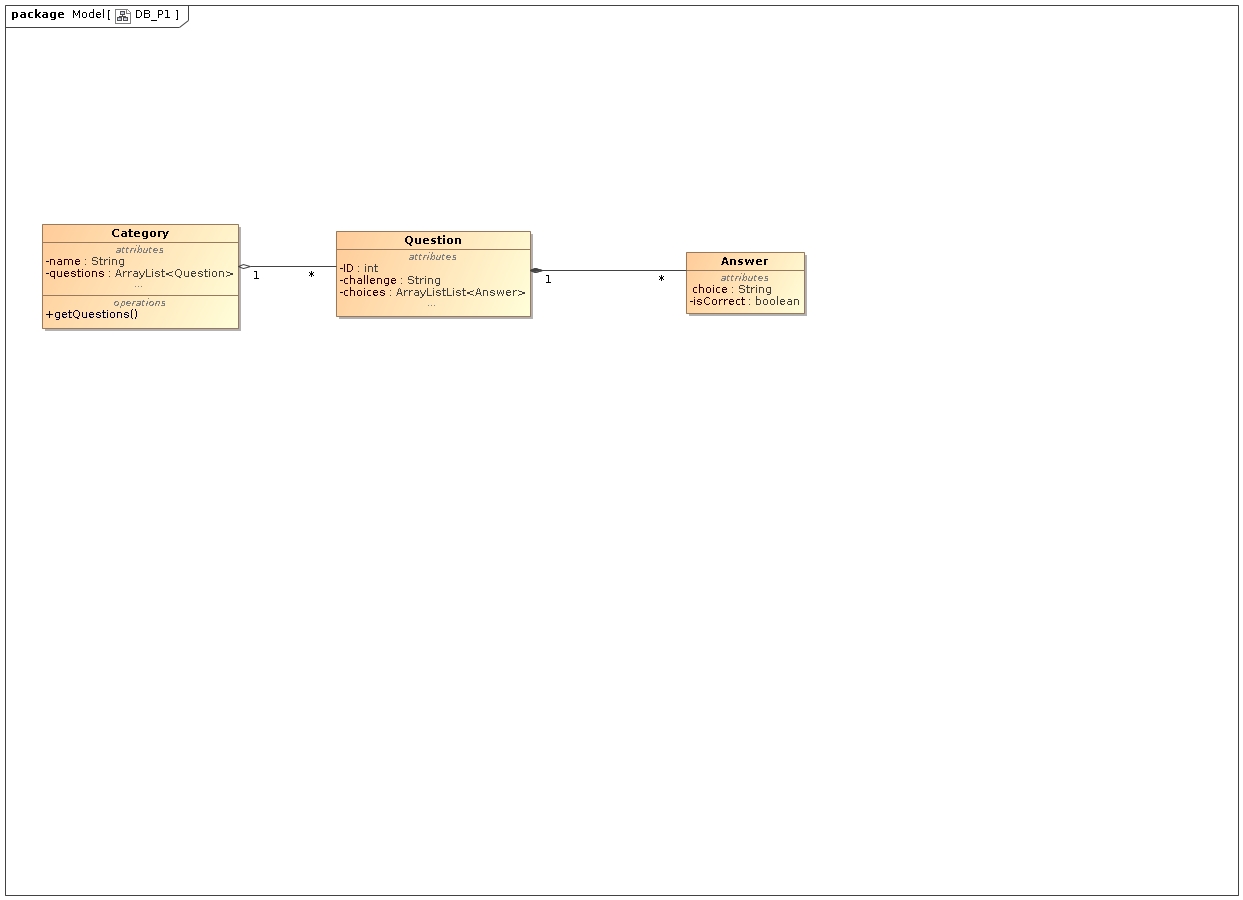 package Model[ DB_P1 ]
Category
attributes
-name : String
-questions : ArrayList<Question>
...
operations
+getQuestions()
1
*
Question
attributes
-ID : int
-challenge : String
-choices : ArrayListList<Answer>
...
1
*
Answer
attributes
choice : String
-isCorrect : boolean